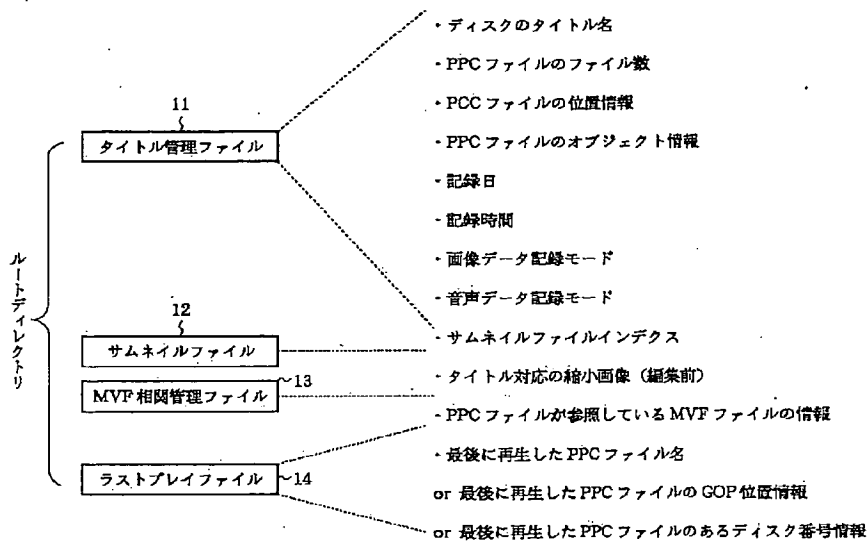 ・ディスクのタイトル名
・PPCファイルのファイル数
11
・PCCファイルの位置情報
タイトル管理ファイル
・PPCファイルのオブジェクト情報
・記録日
・記録時間
ルートディレクトリ
・画像データ記録モード
・音声データ記録モード
12
・サムネイルファイルインデクス
サムネイルファイル
・タイトル対応の縮小画像（編集前）
13
MVF相関管理ファイル
・PPCファイルが参照しているMVFファイルの情報
・最後に再生したPPCファイル名
ラストプレイファイル
14
or 最後に再生したPPCファイルのGOP位置情報
or 最後に再生したPPCファイルのあるディスク番号情報